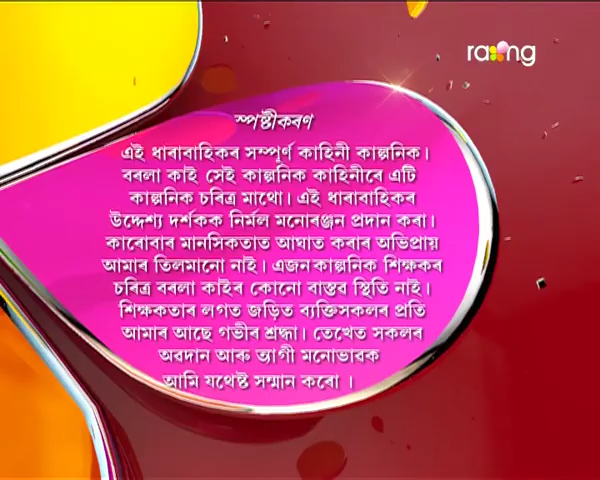 rang
স্পষ্টীকৰণ
এই ধাৰাবাহিকৰ সম্পূৰ্ণ কাহিনী কাল্পনিক।
বৰলা কাই সেই কাল্পনিক কাহিনীৰে এটি
কাল্পনিক চৰিত্ৰ মাথো। এই ধাৰাবাহিকৰ
উদ্দেশ্য দৰ্শকক নিৰ্মল মনোৰঞ্জন প্ৰদান কৰা।
কাৰোবাৰ মানসিকতাত আঘাত কৰাৰ অভিপ্ৰায়
আমাৰ তিলমানো নাই। এজন কাল্পনিক শিক্ষকৰ
চৰিত্ৰ বৰলা কাইৰ কোনো বাস্তৱ স্থিতি নাই।
শিক্ষকতাৰ লগত জড়িত ব্যক্তিসকলৰ প্ৰতি
আমাৰ আছে গভীৰ শ্ৰদ্ধা। তেখেত সকলৰ
অৱদান আৰু ত্যাগী মনোভাৱক
আমি যথেষ্ট সন্মান কৰো ।